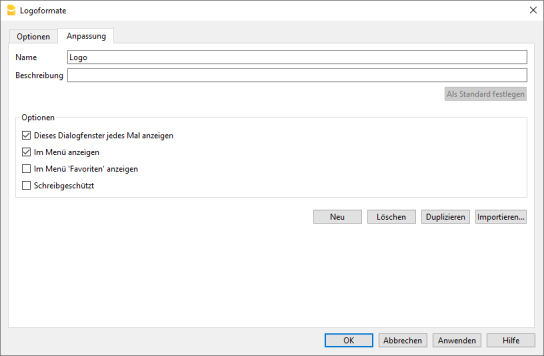 Logoformate
Optionen Anpassung
Name Logo
Beschreibung
Als Standard festlegen
Optionen
Dieses Dialogfenster jedes Mal anzeigen
Im Menü anzeigen
Im Menü 'Favoriten' anzeigen
Schreibgeschützt
Neu Löschen Duplizieren Importieren...
OK Abbrechen Anwenden Hilfe